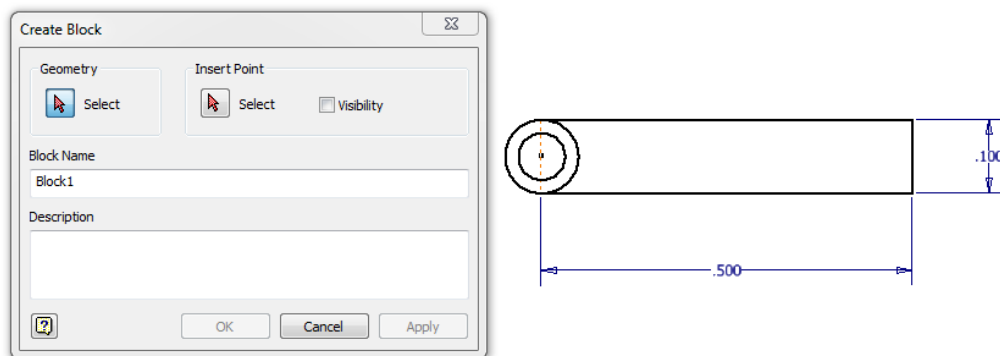 Create Block
Geometry
Insert Point
Select
Select
Visibility
Block Name
Block1
Description
OK
Cancel
Apply
.100
.500